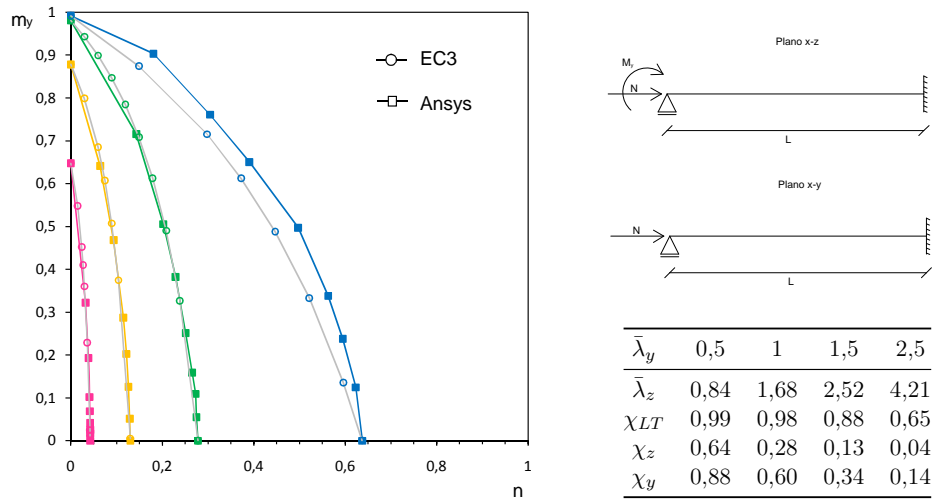 m_y
1
0,9
0,8
0,7
0,6
0,5
0,4
0,3
0,2
0,1
0
0 0,2 0,4 0,6 0,8 1
n
EC3
Ansys
Plano x-z
M_y
N
L
Plano x-y
N
L
λ̄_y 0,5 1 1,5 2,5
λ̄_z 0,84 1,68 2,52 4,21
χ_LT 0,99 0,98 0,88 0,65
χ_z 0,64 0,28 0,13 0,04
χ_y 0,88 0,60 0,34 0,14